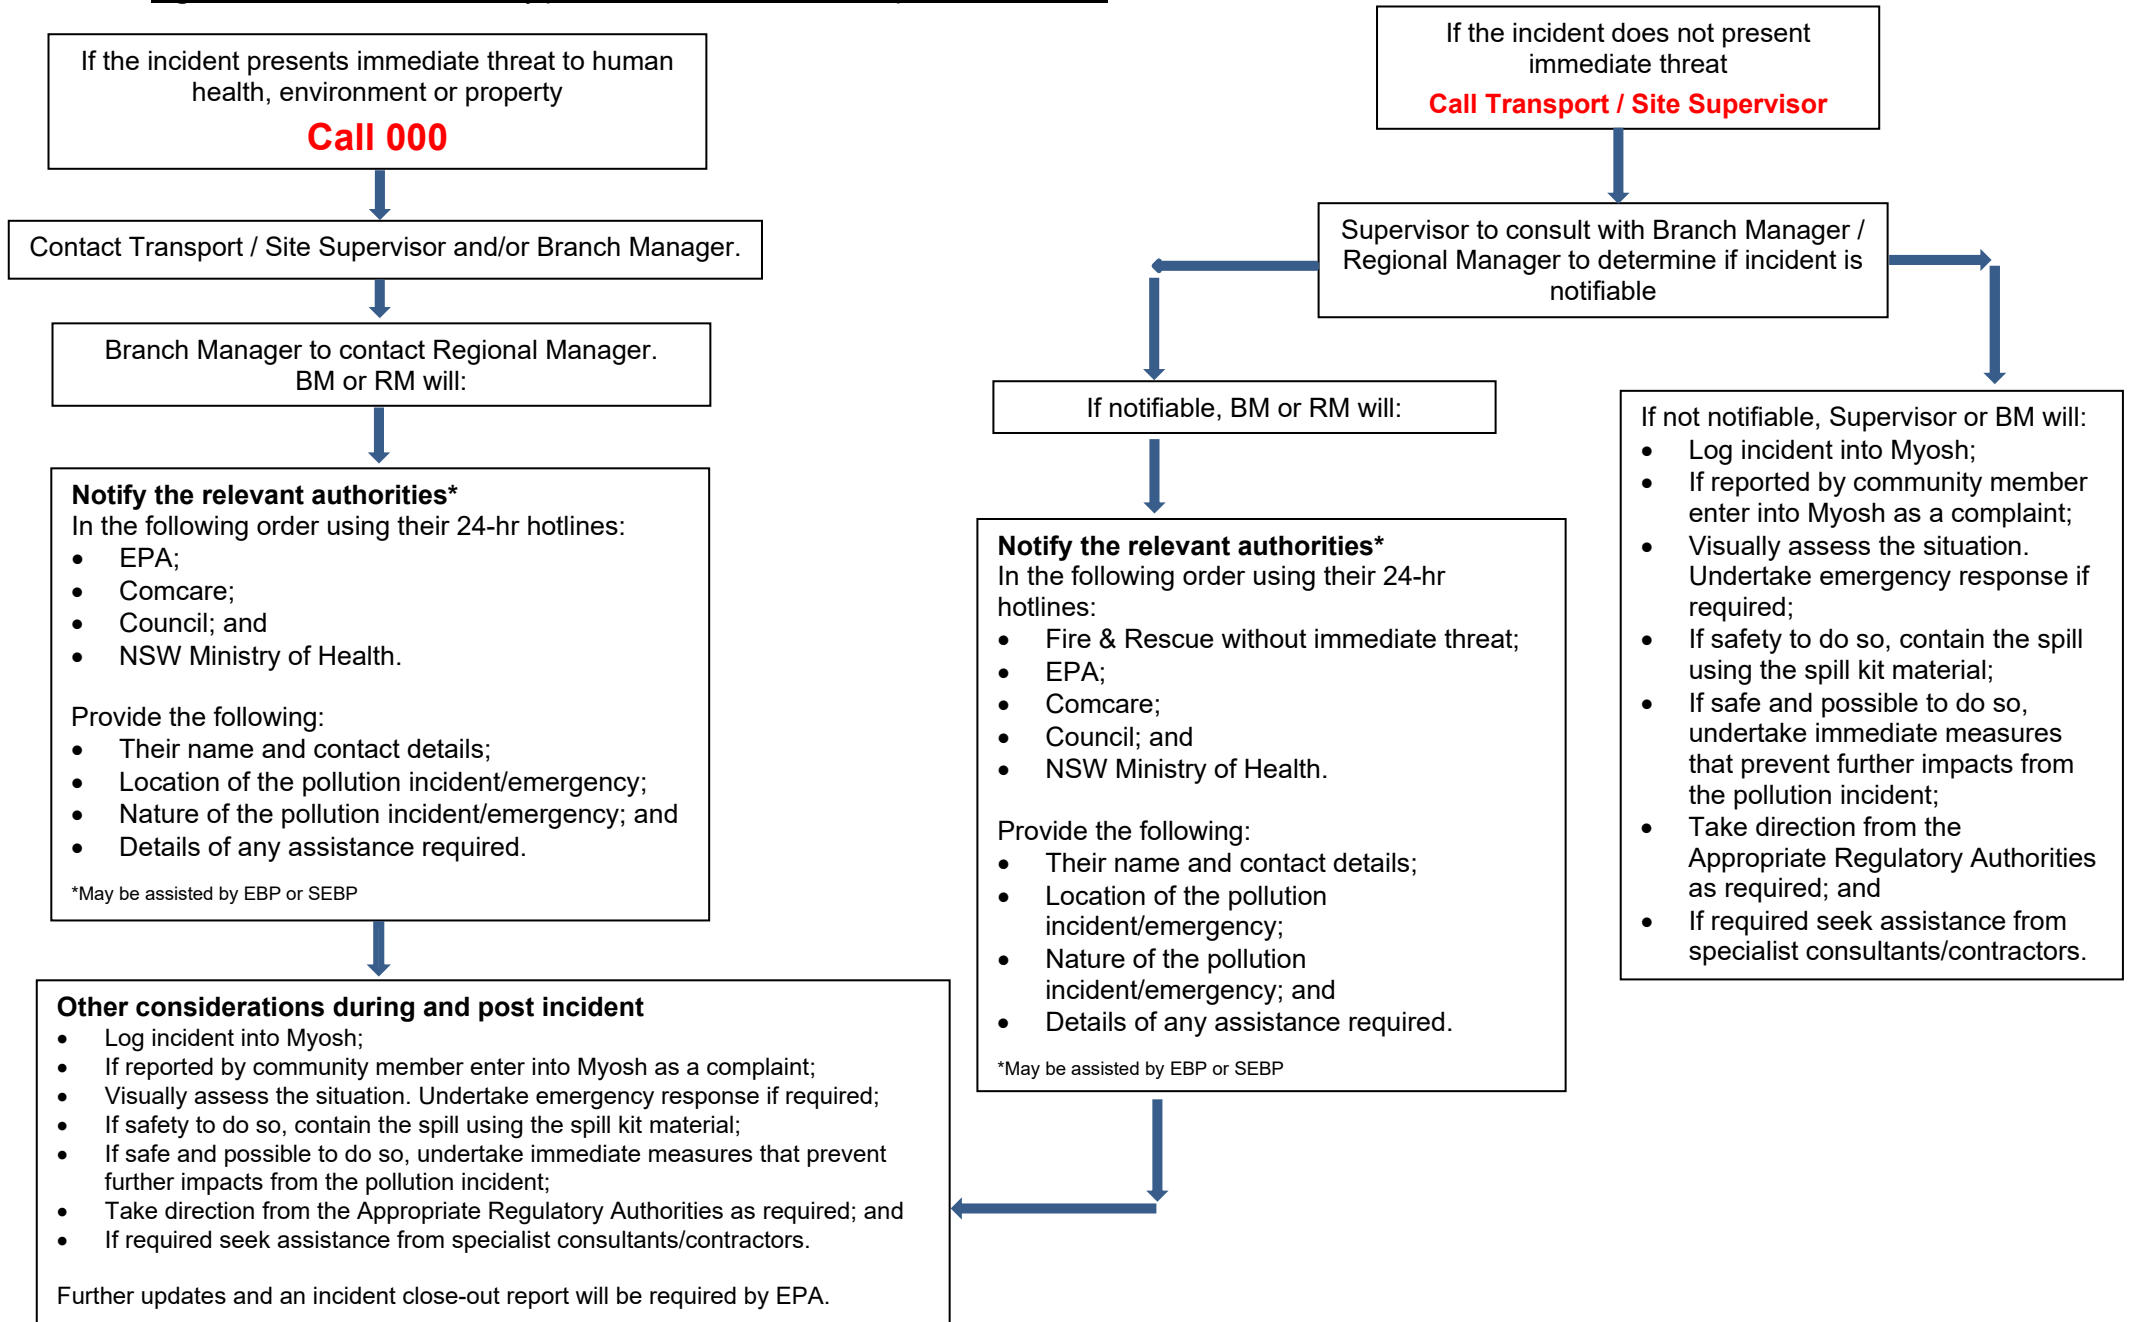 If the incident presents immediate threat to human
health, environment or property
Call 000
Contact Transport / Site Supervisor and/or Branch Manager.
Branch Manager to contact Regional Manager.
BM or RM will:
Notify the relevant authorities*
In the following order using their 24-hr hotlines:
• EPA;
• Comcare;
• Council; and
• NSW Ministry of Health.
Provide the following:
• Their name and contact details;
• Location of the pollution incident/emergency;
• Nature of the pollution incident/emergency; and
• Details of any assistance required.
*May be assisted by EBP or SEBP
Other considerations during and post incident
• Log incident into Myosh;
• If reported by community member enter into Myosh as a complaint;
• Visually assess the situation. Undertake emergency response if required;
• If safety to do so, contain the spill using the spill kit material;
• If safe and possible to do so, undertake immediate measures that prevent
further impacts from the pollution incident;
• Take direction from the Appropriate Regulatory Authorities as required; and
• If required seek assistance from specialist consultants/contractors.
Further updates and an incident close-out report will be required by EPA.
If the incident does not present
immediate threat
Call Transport / Site Supervisor
Supervisor to consult with Branch Manager /
Regional Manager to determine if incident is
notifiable
If notifiable, BM or RM will:
Notify the relevant authorities*
In the following order using their 24-hr
hotlines:
• Fire & Rescue without immediate threat;
• EPA;
• Comcare;
• Council; and
• NSW Ministry of Health.
Provide the following:
• Their name and contact details;
• Location of the pollution
incident/emergency;
• Nature of the pollution
incident/emergency; and
• Details of any assistance required.
*May be assisted by EBP or SEBP
If not notifiable, Supervisor or BM will:
• Log incident into Myosh;
• If reported by community member
enter into Myosh as a complaint;
• Visually assess the situation.
Undertake emergency response if
required;
• If safety to do so, contain the spill
using the spill kit material;
• If safe and possible to do so,
undertake immediate measures
that prevent further impacts from
the pollution incident;
• Take direction from the
Appropriate Regulatory Authorities
as required; and
• If required seek assistance from
specialist consultants/contractors.